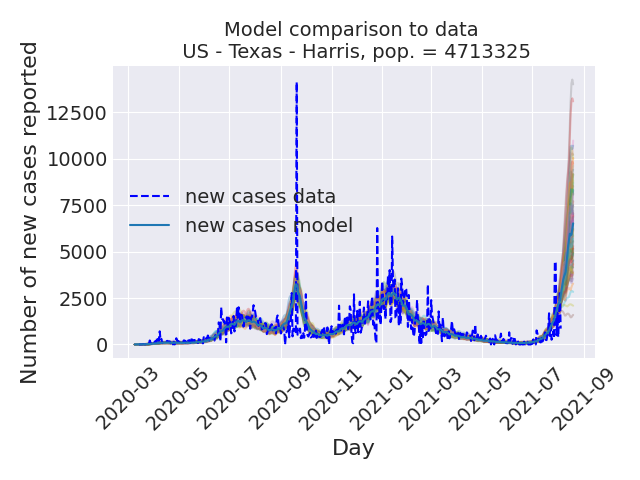 Model comparison to data
US - Texas - Harris, pop. = 4713325
Number of new cases reported
12500
10000
7500
5000
2500
0
new cases data
new cases model
2020-03
2020-05
2020-07
2020-09
2020-11
2021-01
2021-03
2021-05
2021-07
2021-09
Day